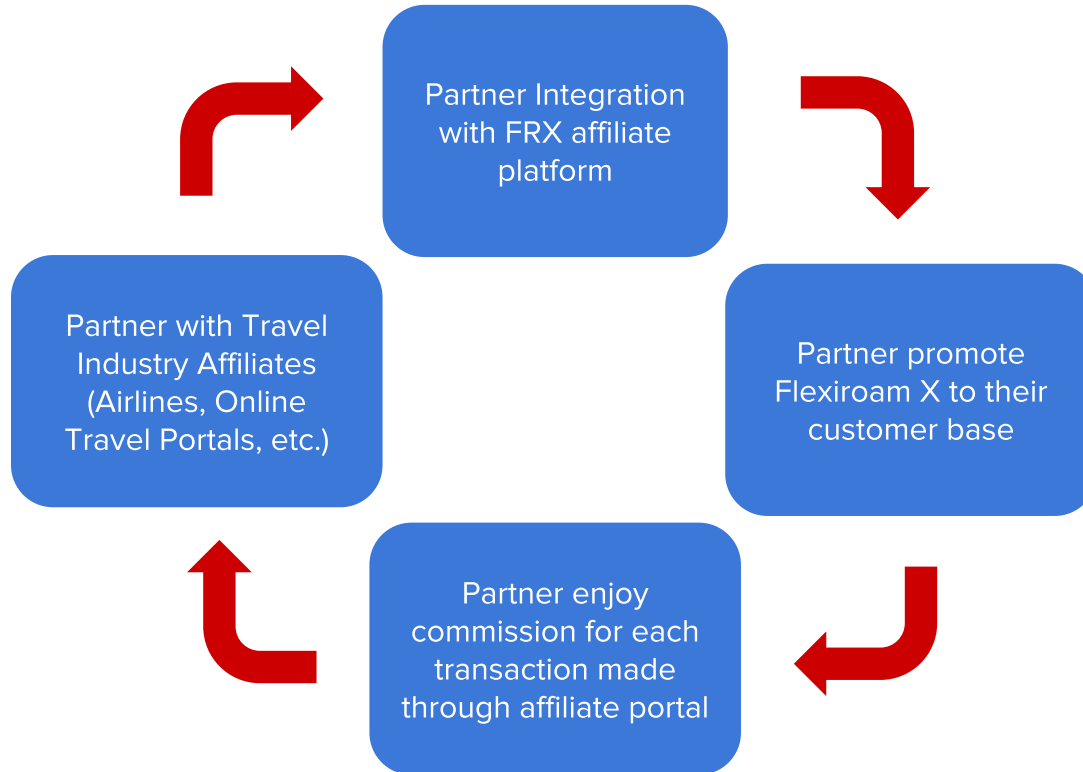 Partner Integration
with FRX affiliate
platform
Partner with Travel
Industry Affiliates
(Airlines, Online
Travel Portals, etc.)
Partner promote
Flexiroam X to their
customer base
Partner enjoy
commission for each
transaction made
through affiliate portal